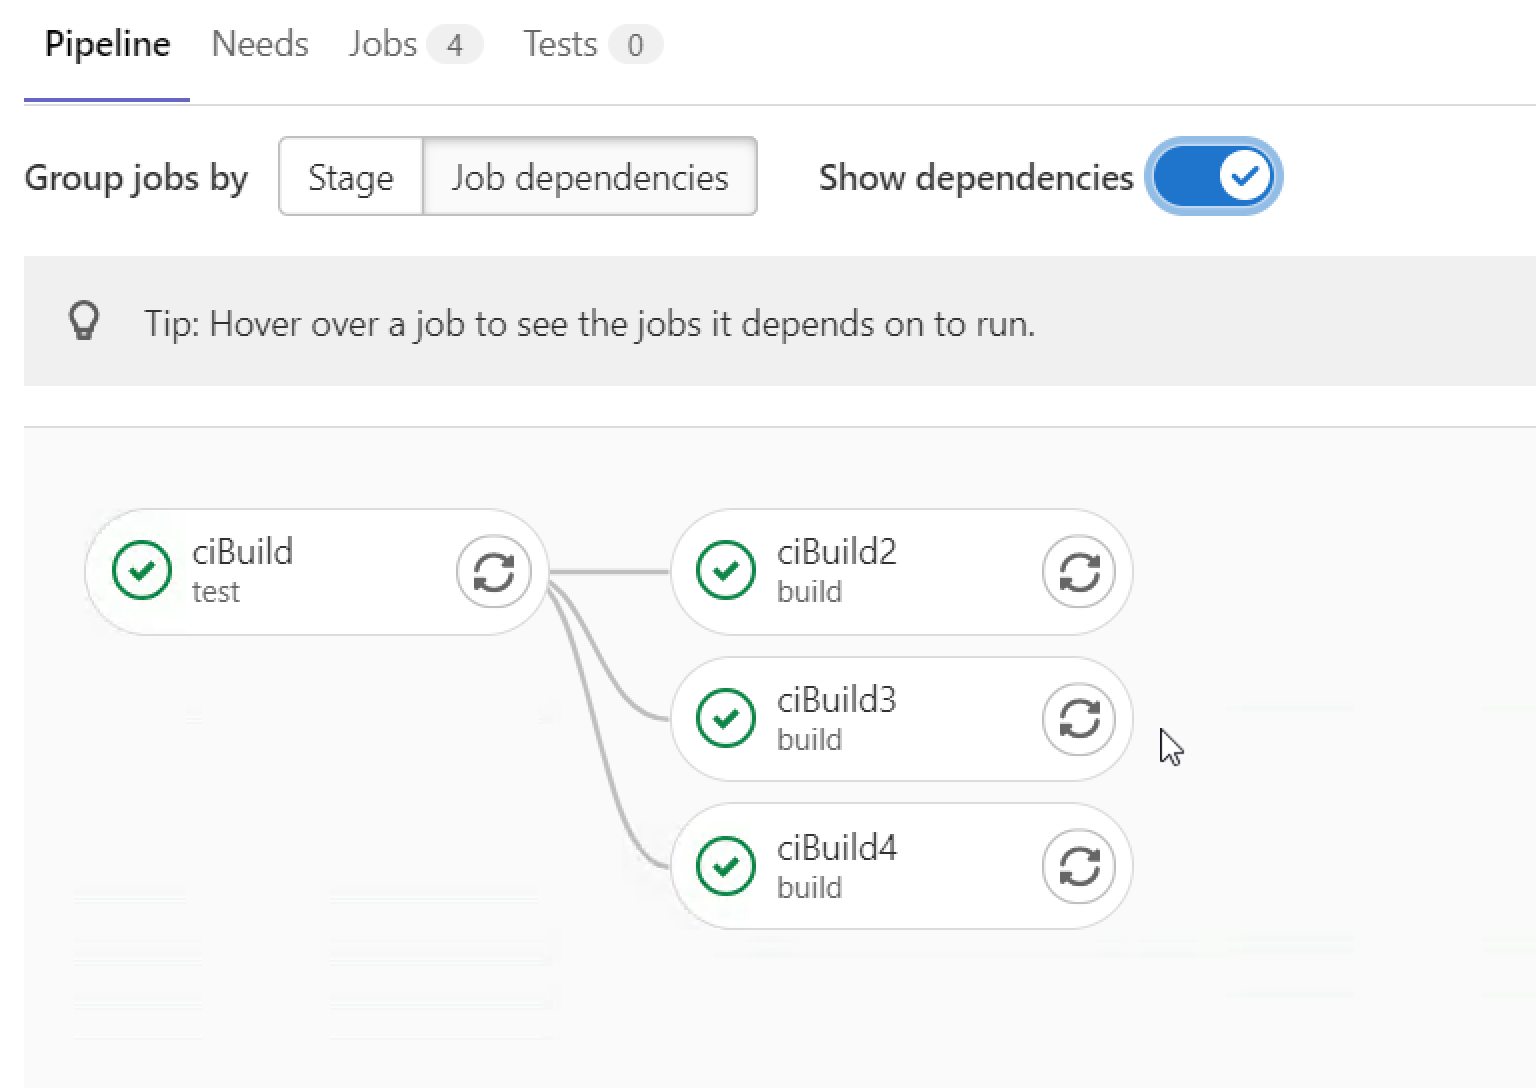 Pipeline Needs Jobs 4 Tests 0
Group jobs by Stage Job dependencies Show dependencies
Tip: Hover over a job to see the jobs it depends on to run.
ciBuild
test
ciBuild2
build
ciBuild3
build
ciBuild4
build